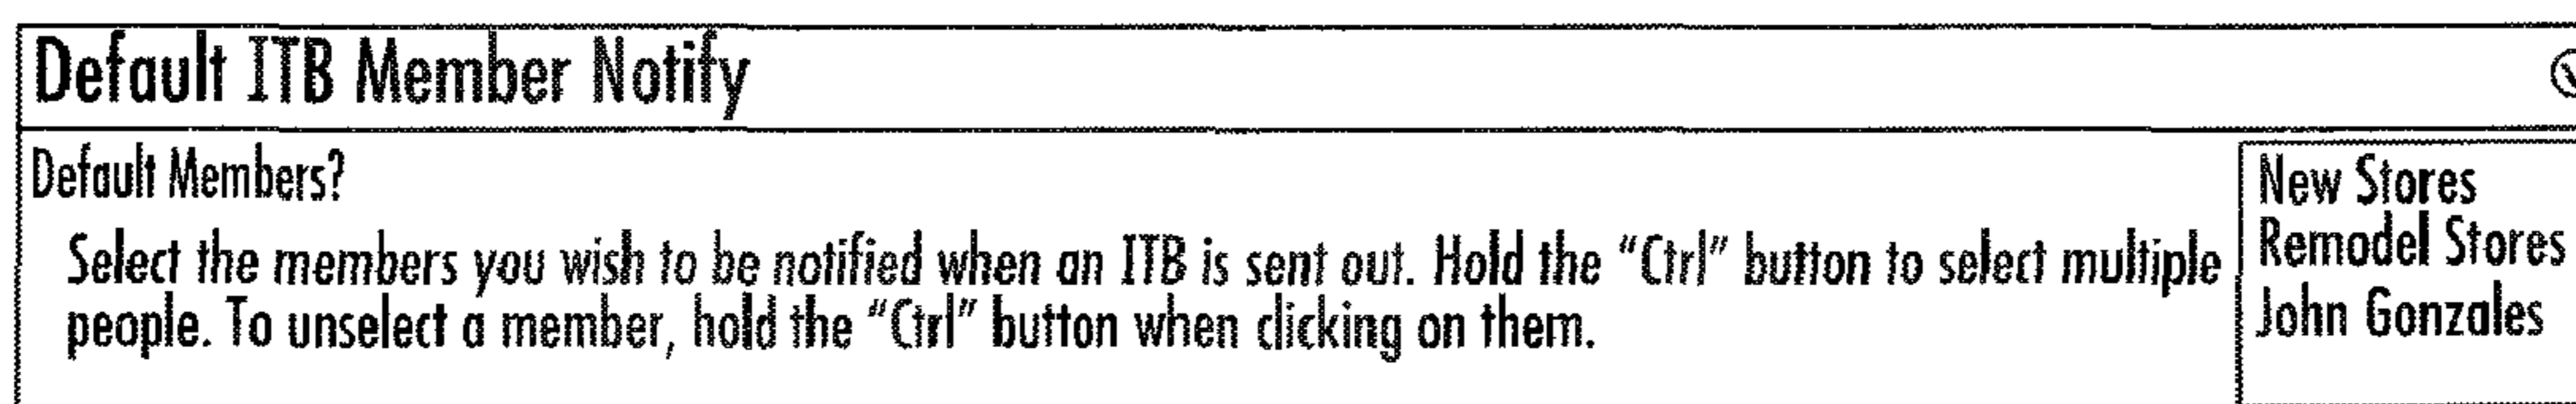 Default ITB Member Notify
Default Members?
Select the members you wish to be notified when an ITB is sent out. Hold the “Ctrl” button to select multiple
people. To unselect a member, hold the “Ctrl” button when clicking on them.
New Stores
Remodel Stores
John Gonzales